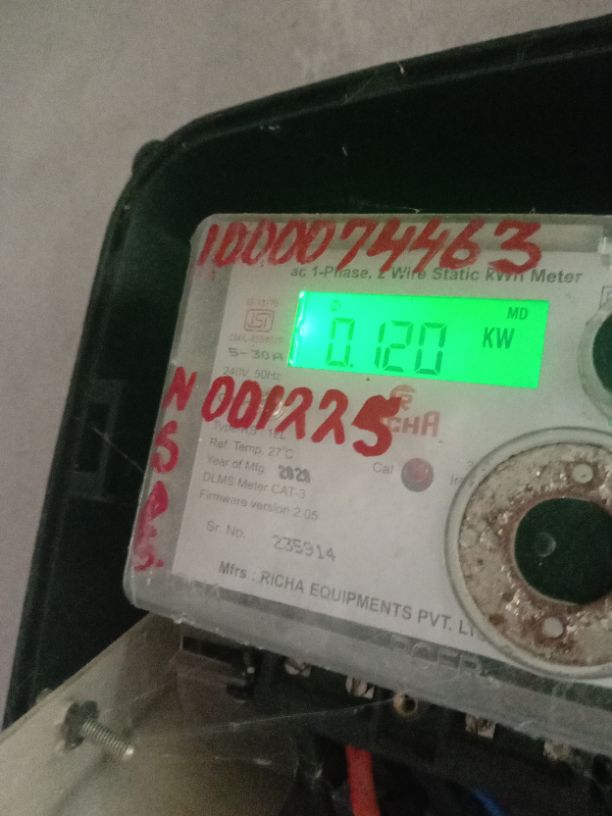 1000074463
ac 1-Phase, 2 Wire Static kWh Meter
MD
0.120 KW
5-30A
240V, 50Hz
N 001225
RICHA
Ref. Temp. 27°C
Cal
Year of Mfg. 2020
DLMS Meter CAT-3
Firmware version 2.05
Sr. No. 235914
Mfrs : RICHA EQUIPMENTS PVT.